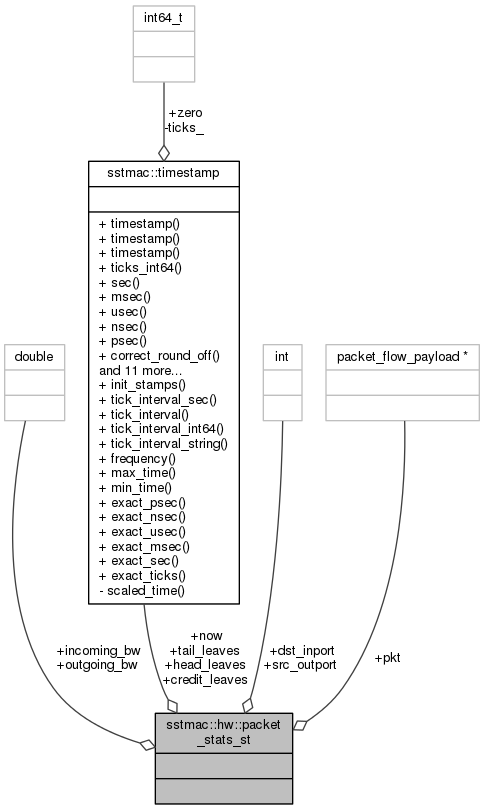 int64_t
+zero
-ticks_
sstmac::timestamp
+ timestamp()
+ timestamp()
+ timestamp()
+ ticks_int64()
+ sec()
+ msec()
+ usec()
+ nsec()
+ psec()
+ correct_round_off()
and 11 more...
+ init_stamps()
+ tick_interval_sec()
+ tick_interval()
+ tick_interval_int64()
+ tick_interval_string()
+ frequency()
+ max_time()
+ min_time()
+ exact_psec()
+ exact_nsec()
+ exact_usec()
+ exact_msec()
+ exact_sec()
+ exact_ticks()
- scaled_time()
double
int
packet_flow_payload *
+incoming_bw
+outgoing_bw
+now
+tail_leaves
+head_leaves
+credit_leaves
+dst_inport
+src_outport
+pkt
sstmac::hw::packet
_stats_st